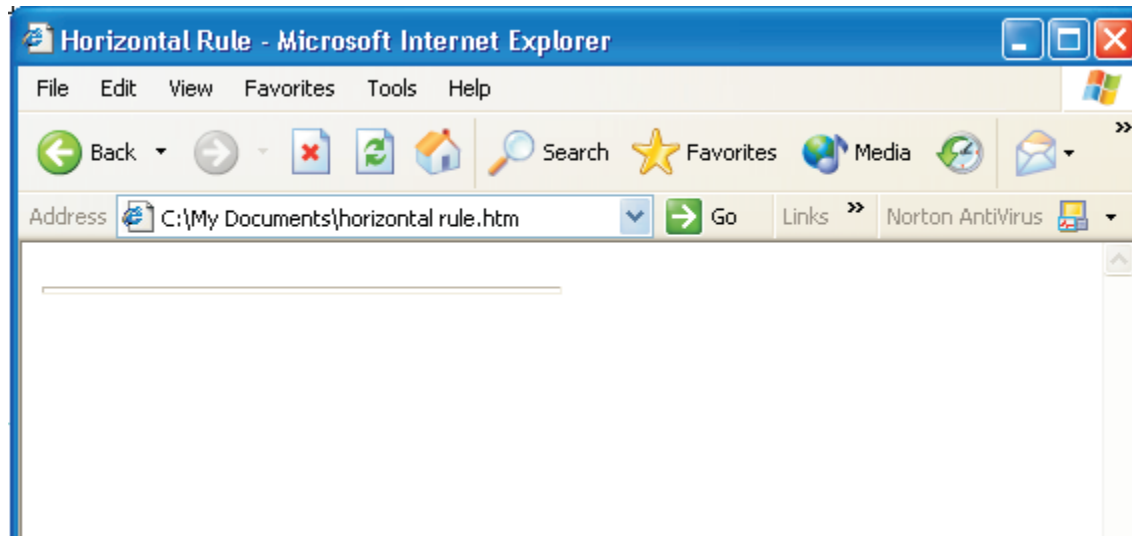 Horizontal Rule - Microsoft Internet Explorer
File Edit View Favorites Tools Help
Back Search Favorites Media »
Address C:\My Documents\horizontal rule.htm Go Links » Norton AntiVirus